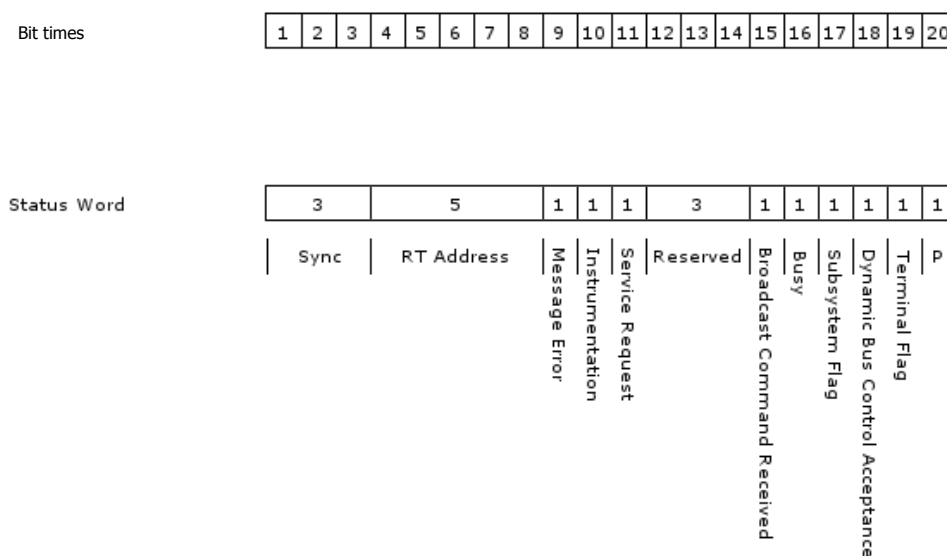 Bit times 1 2 3 4 5 6 7 8 9 10 11 12 13 14 15 16 17 18 19 20
Status Word 3 5 1 1 1 3 1 1 1 1 1 1
Sync RT Address Message Error Instrumentation Service Request Reserved Broadcast Command Received Busy Subsystem Flag Dynamic Bus Control Acceptance Terminal Flag P